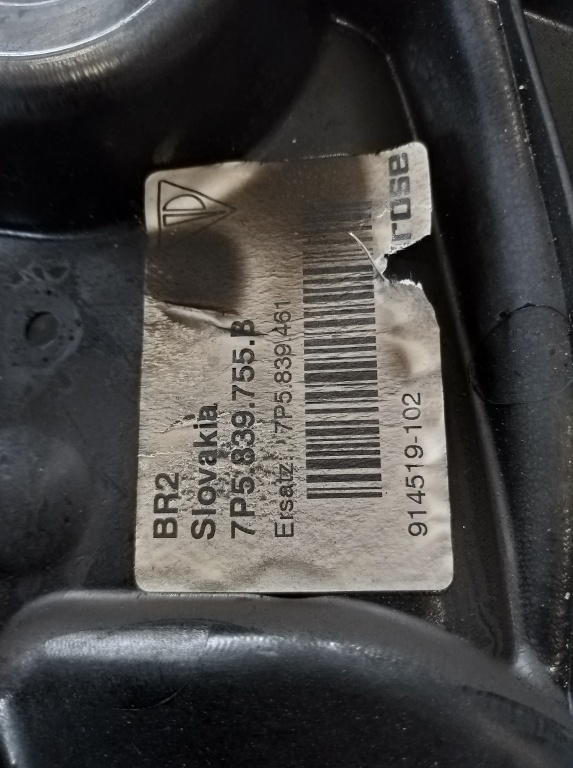 BR2
Slovakia
7P5.839.755.B
Ersatz: 7P5.839.461
914519-102
rose